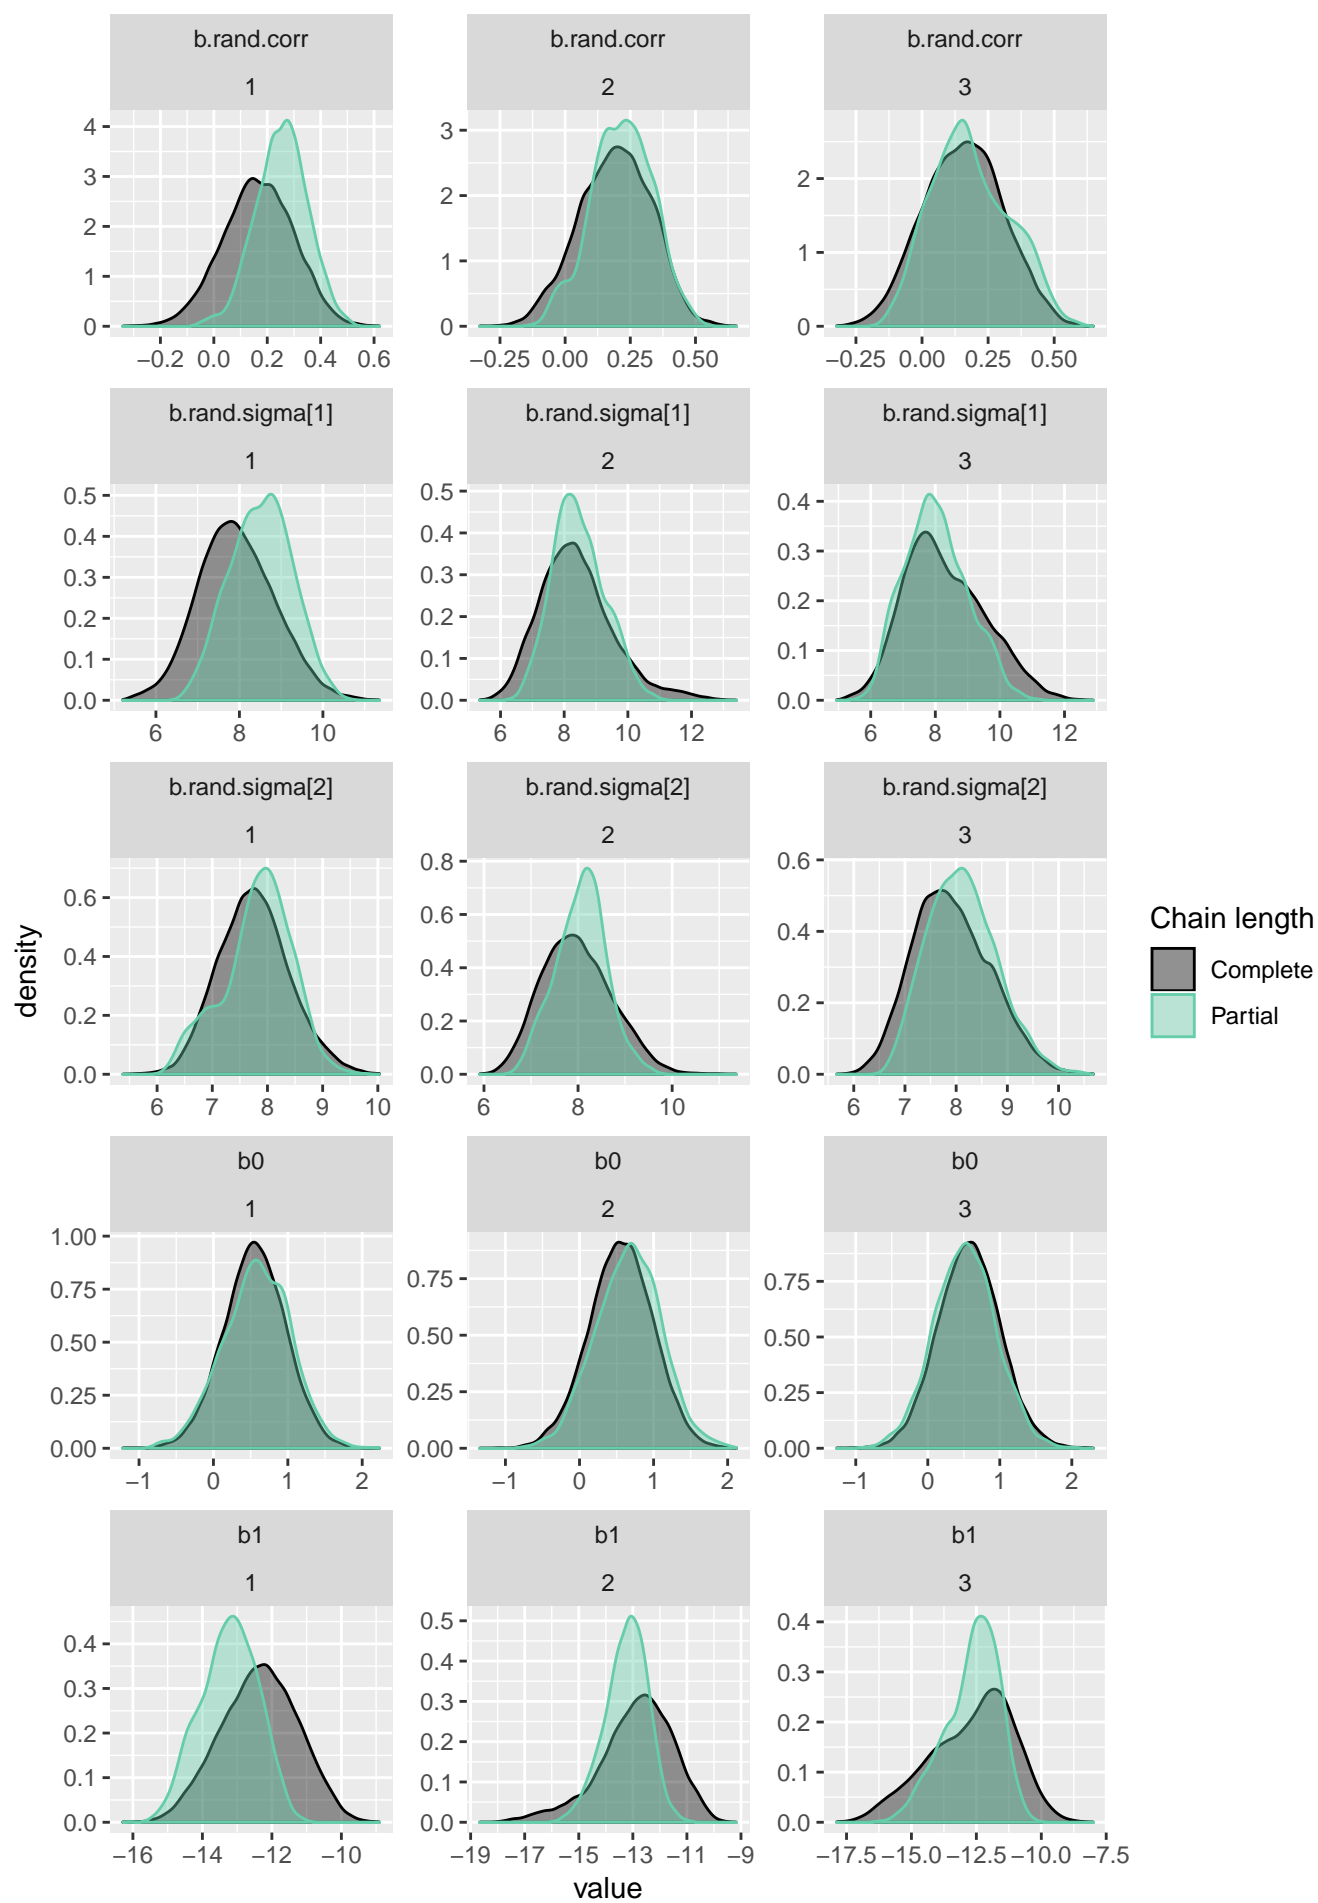 b.rand.corr b.rand.corr b.rand.corr
1 2 3
4 3 2
3 2 1
2 1 0
1 0
0
−0.2 0.0 0.2 0.4 0.6 −0.25 0.00 0.25 0.50 −0.25 0.00 0.25 0.50
b.rand.sigma[1] b.rand.sigma[1] b.rand.sigma[1]
1 2 3
0.5 0.5 0.4
0.4 0.4 0.3
0.3 0.3 0.2
0.2 0.2 0.1
0.1 0.1 0.0
0.0 0.0
6 8 10 6 8 10 12 6 8 10 12
b.rand.sigma[2] b.rand.sigma[2] b.rand.sigma[2]
1 2 3
0.6 0.8 0.6
0.4 0.6 0.4
0.2 0.4 0.2
0.0 0.2 0.0
0.0
6 7 8 9 10 6 8 10 6 7 8 9 10
b0 b0 b0
1 2 3
1.00 0.75 0.75
0.75 0.50 0.50
0.50 0.25 0.25
0.25 0.00 0.00
0.00
−1 0 1 2 −1 0 1 2 −1 0 1 2
b1 b1 b1
1 2 3
0.4 0.5 0.4
0.3 0.4 0.3
0.2 0.3 0.2
0.1 0.2 0.1
0.0 0.1 0.0
0.0
−16 −14 −12 −10 −19 −17 −15 −13 −11 −9 −17.5 −15.0 −12.5 −10.0 −7.5
value
density
Chain length
Complete
Partial